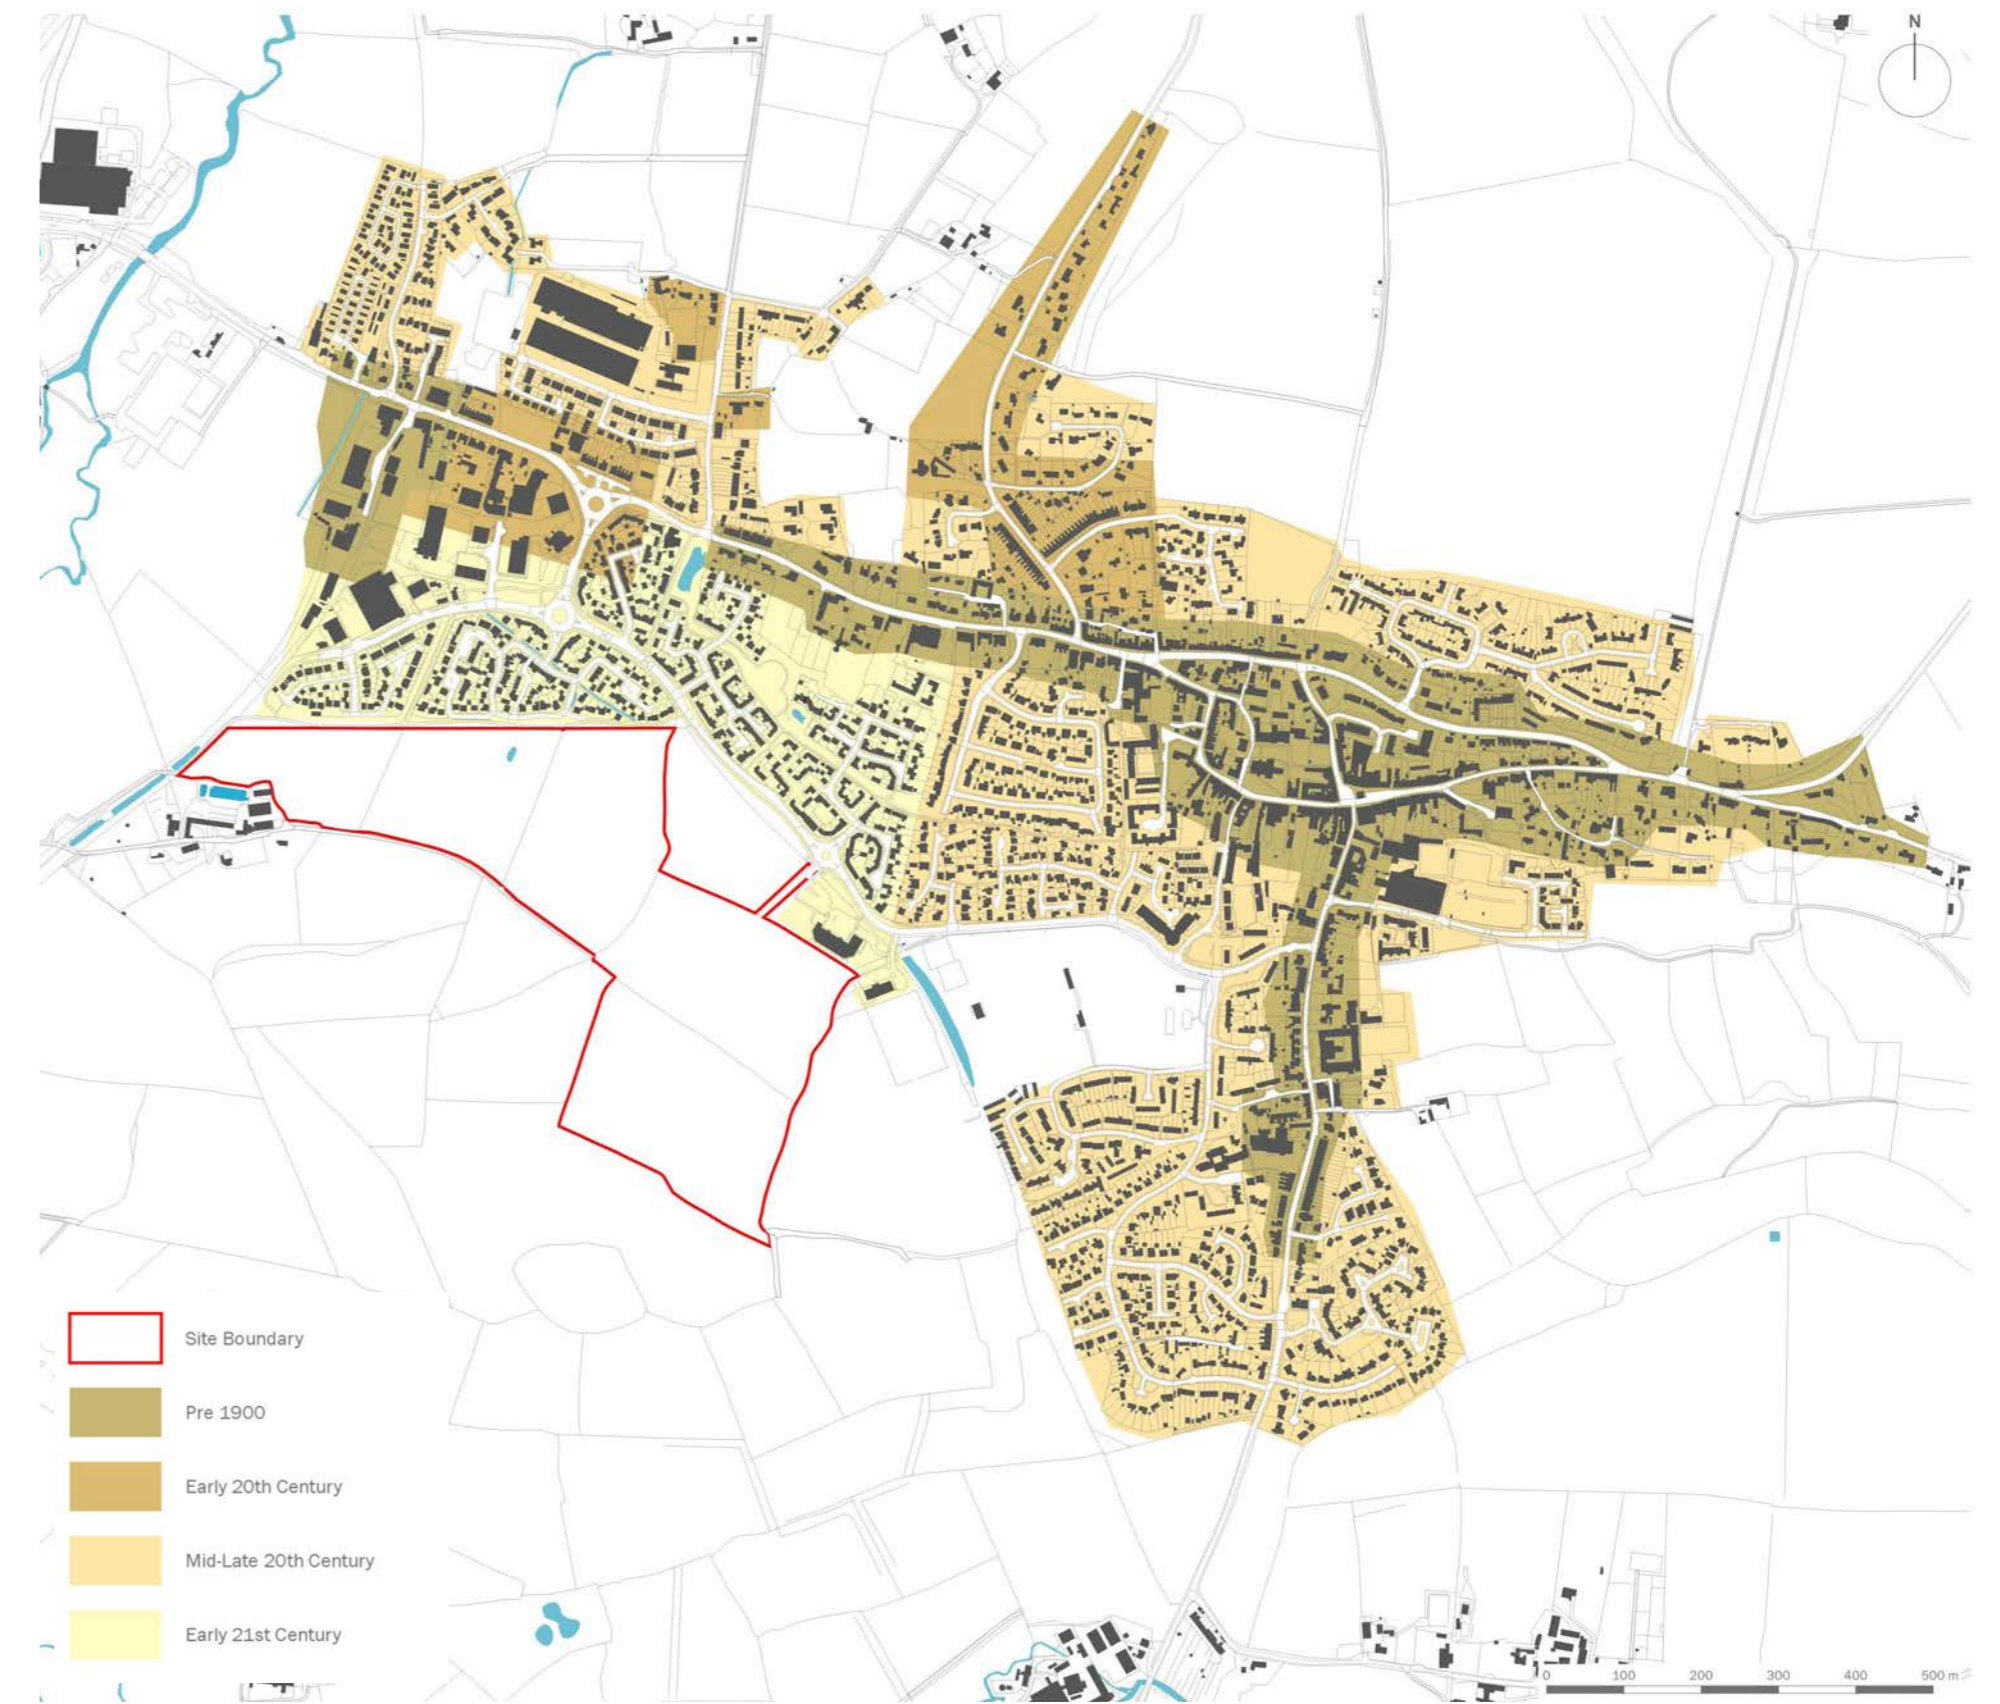 N
Site Boundary
Pre 1900
Early 20th Century
Mid-Late 20th Century
Early 21st Century
0 100 200 300 400 500 m